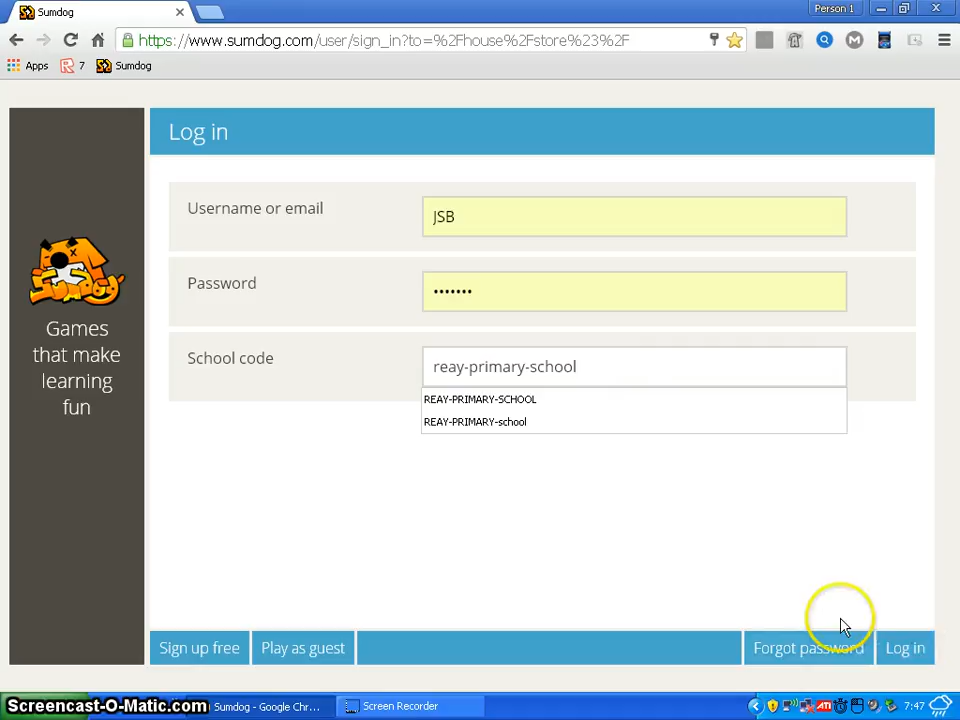 Sumdog
Person 1
https://www.sumdog.com/user/sign_in?to=%2Fhouse%2Fstore%23%2F
Apps
7
Sumdog
Log in
Username or email
JSB
Password
•••••••
School code
reay-primary-school
REAY-PRIMARY-SCHOOL
REAY-PRIMARY-school
Sumdog
Games
that make
learning
fun
Sign up free
Play as guest
Forgot password
Log in
Screencast-O-Matic.com
Sumdog - Google Chr...
Screen Recorder
ATI
7:47